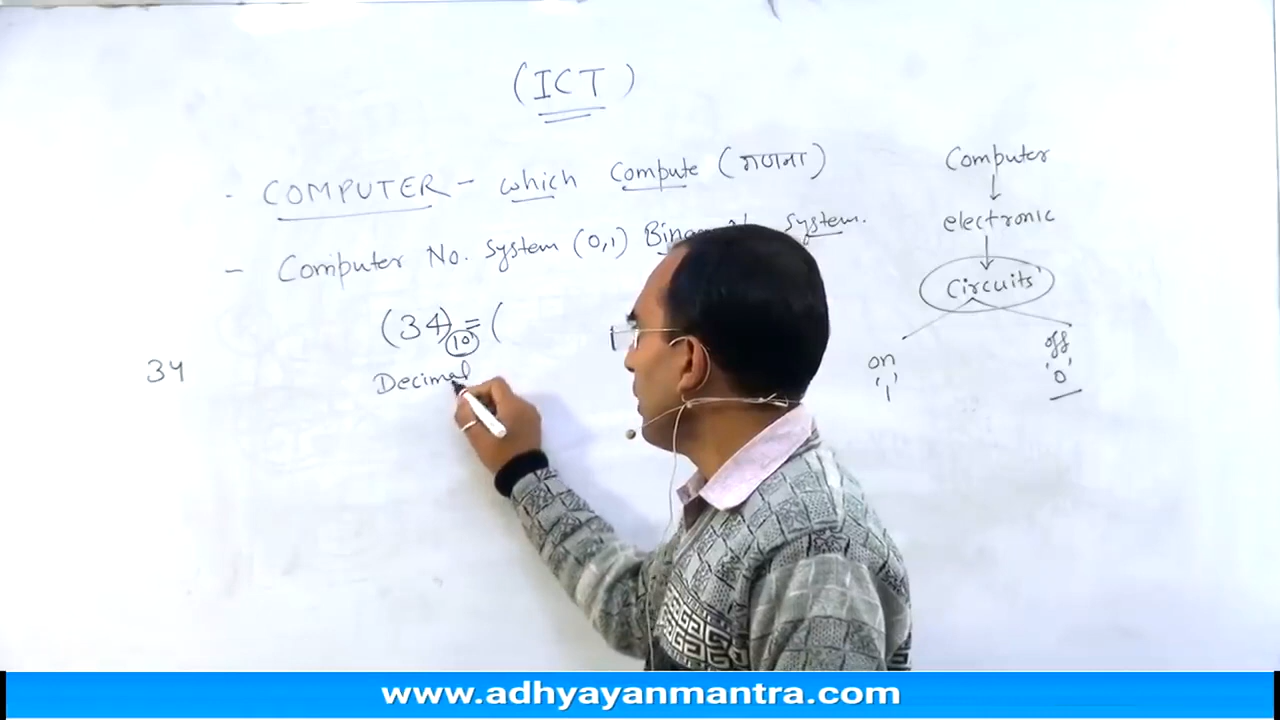 (ICT)
- COMPUTER - which Compute (गणना)
- Computer No. System (0,1) System.
(34)10 = (
Decimal
34
Computer
electronic
Circuits
on
'1'
off
'0'
www.adhyayanmantra.com